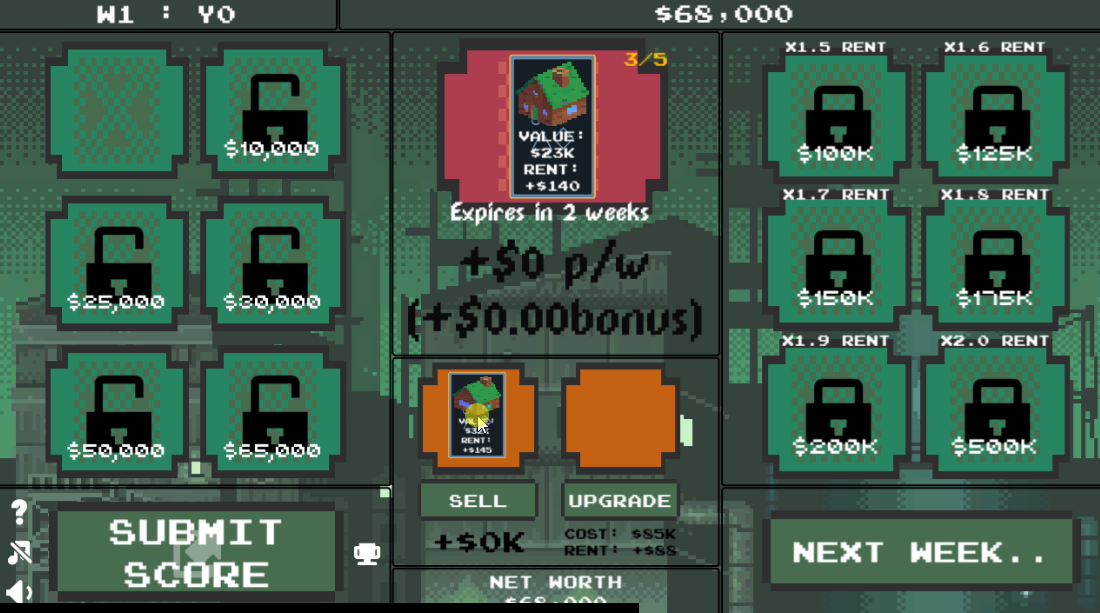 W1 : Y0
$68,000
$10,000
$25,000
$30,000
$50,000
$65,000
SUBMIT
SCORE
?
3/5
VALUE:
$23K
RENT:
+$140
Expires in 2 weeks
+$0 p/w
(+$0.00bonus)
RENT:
+$145
SELL
UPGRADE
+$0K
COST: $85K
RENT: +$88
NET WORTH
$68,000
X1.5 RENT
X1.6 RENT
$100K
$125K
X1.7 RENT
X1.8 RENT
$150K
$175K
X1.9 RENT
X2.0 RENT
$200K
$500K
NEXT WEEK..